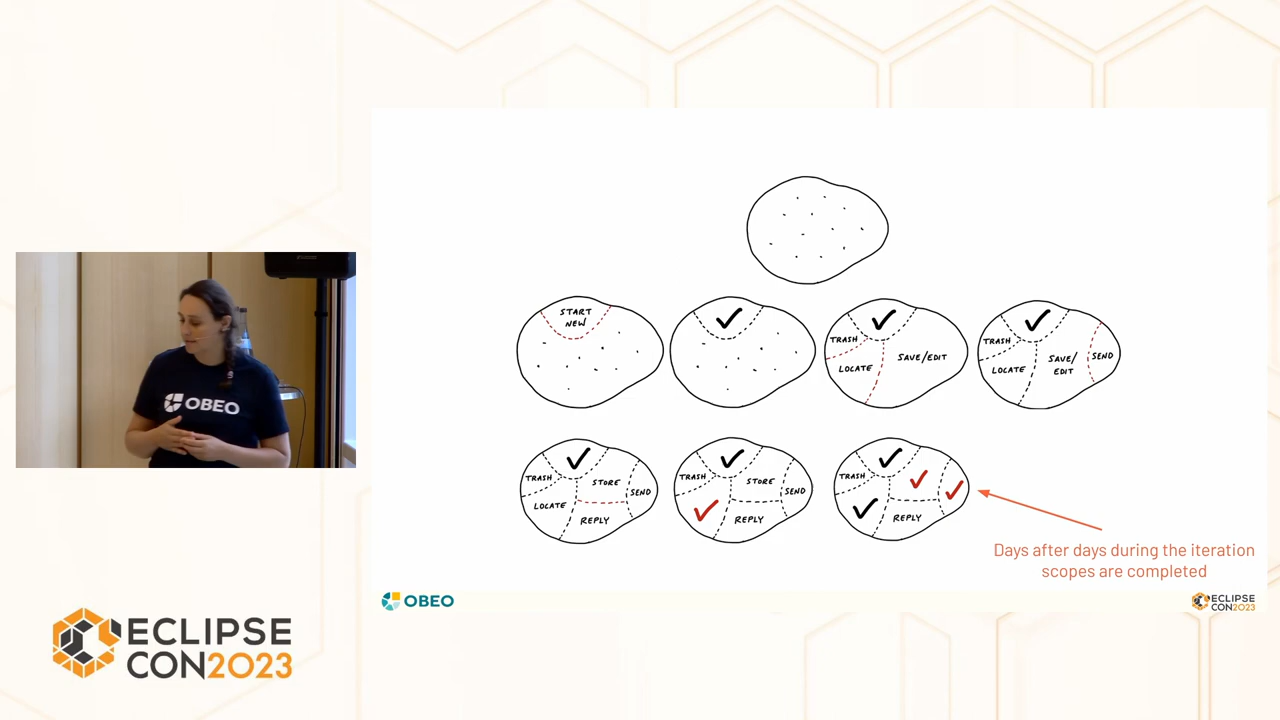 START
NEW
TRASH
LOCATE
SAVE/EDIT
TRASH
LOCATE
SAVE/
EDIT
SEND
TRASH
LOCATE
STORE
REPLY
SEND
TRASH
STORE
REPLY
SEND
TRASH
REPLY
Days after days during the iteration
scopes are completed
OBEO
OBEO
ECLIPSE
CON2023
ECLIPSE
CON2023